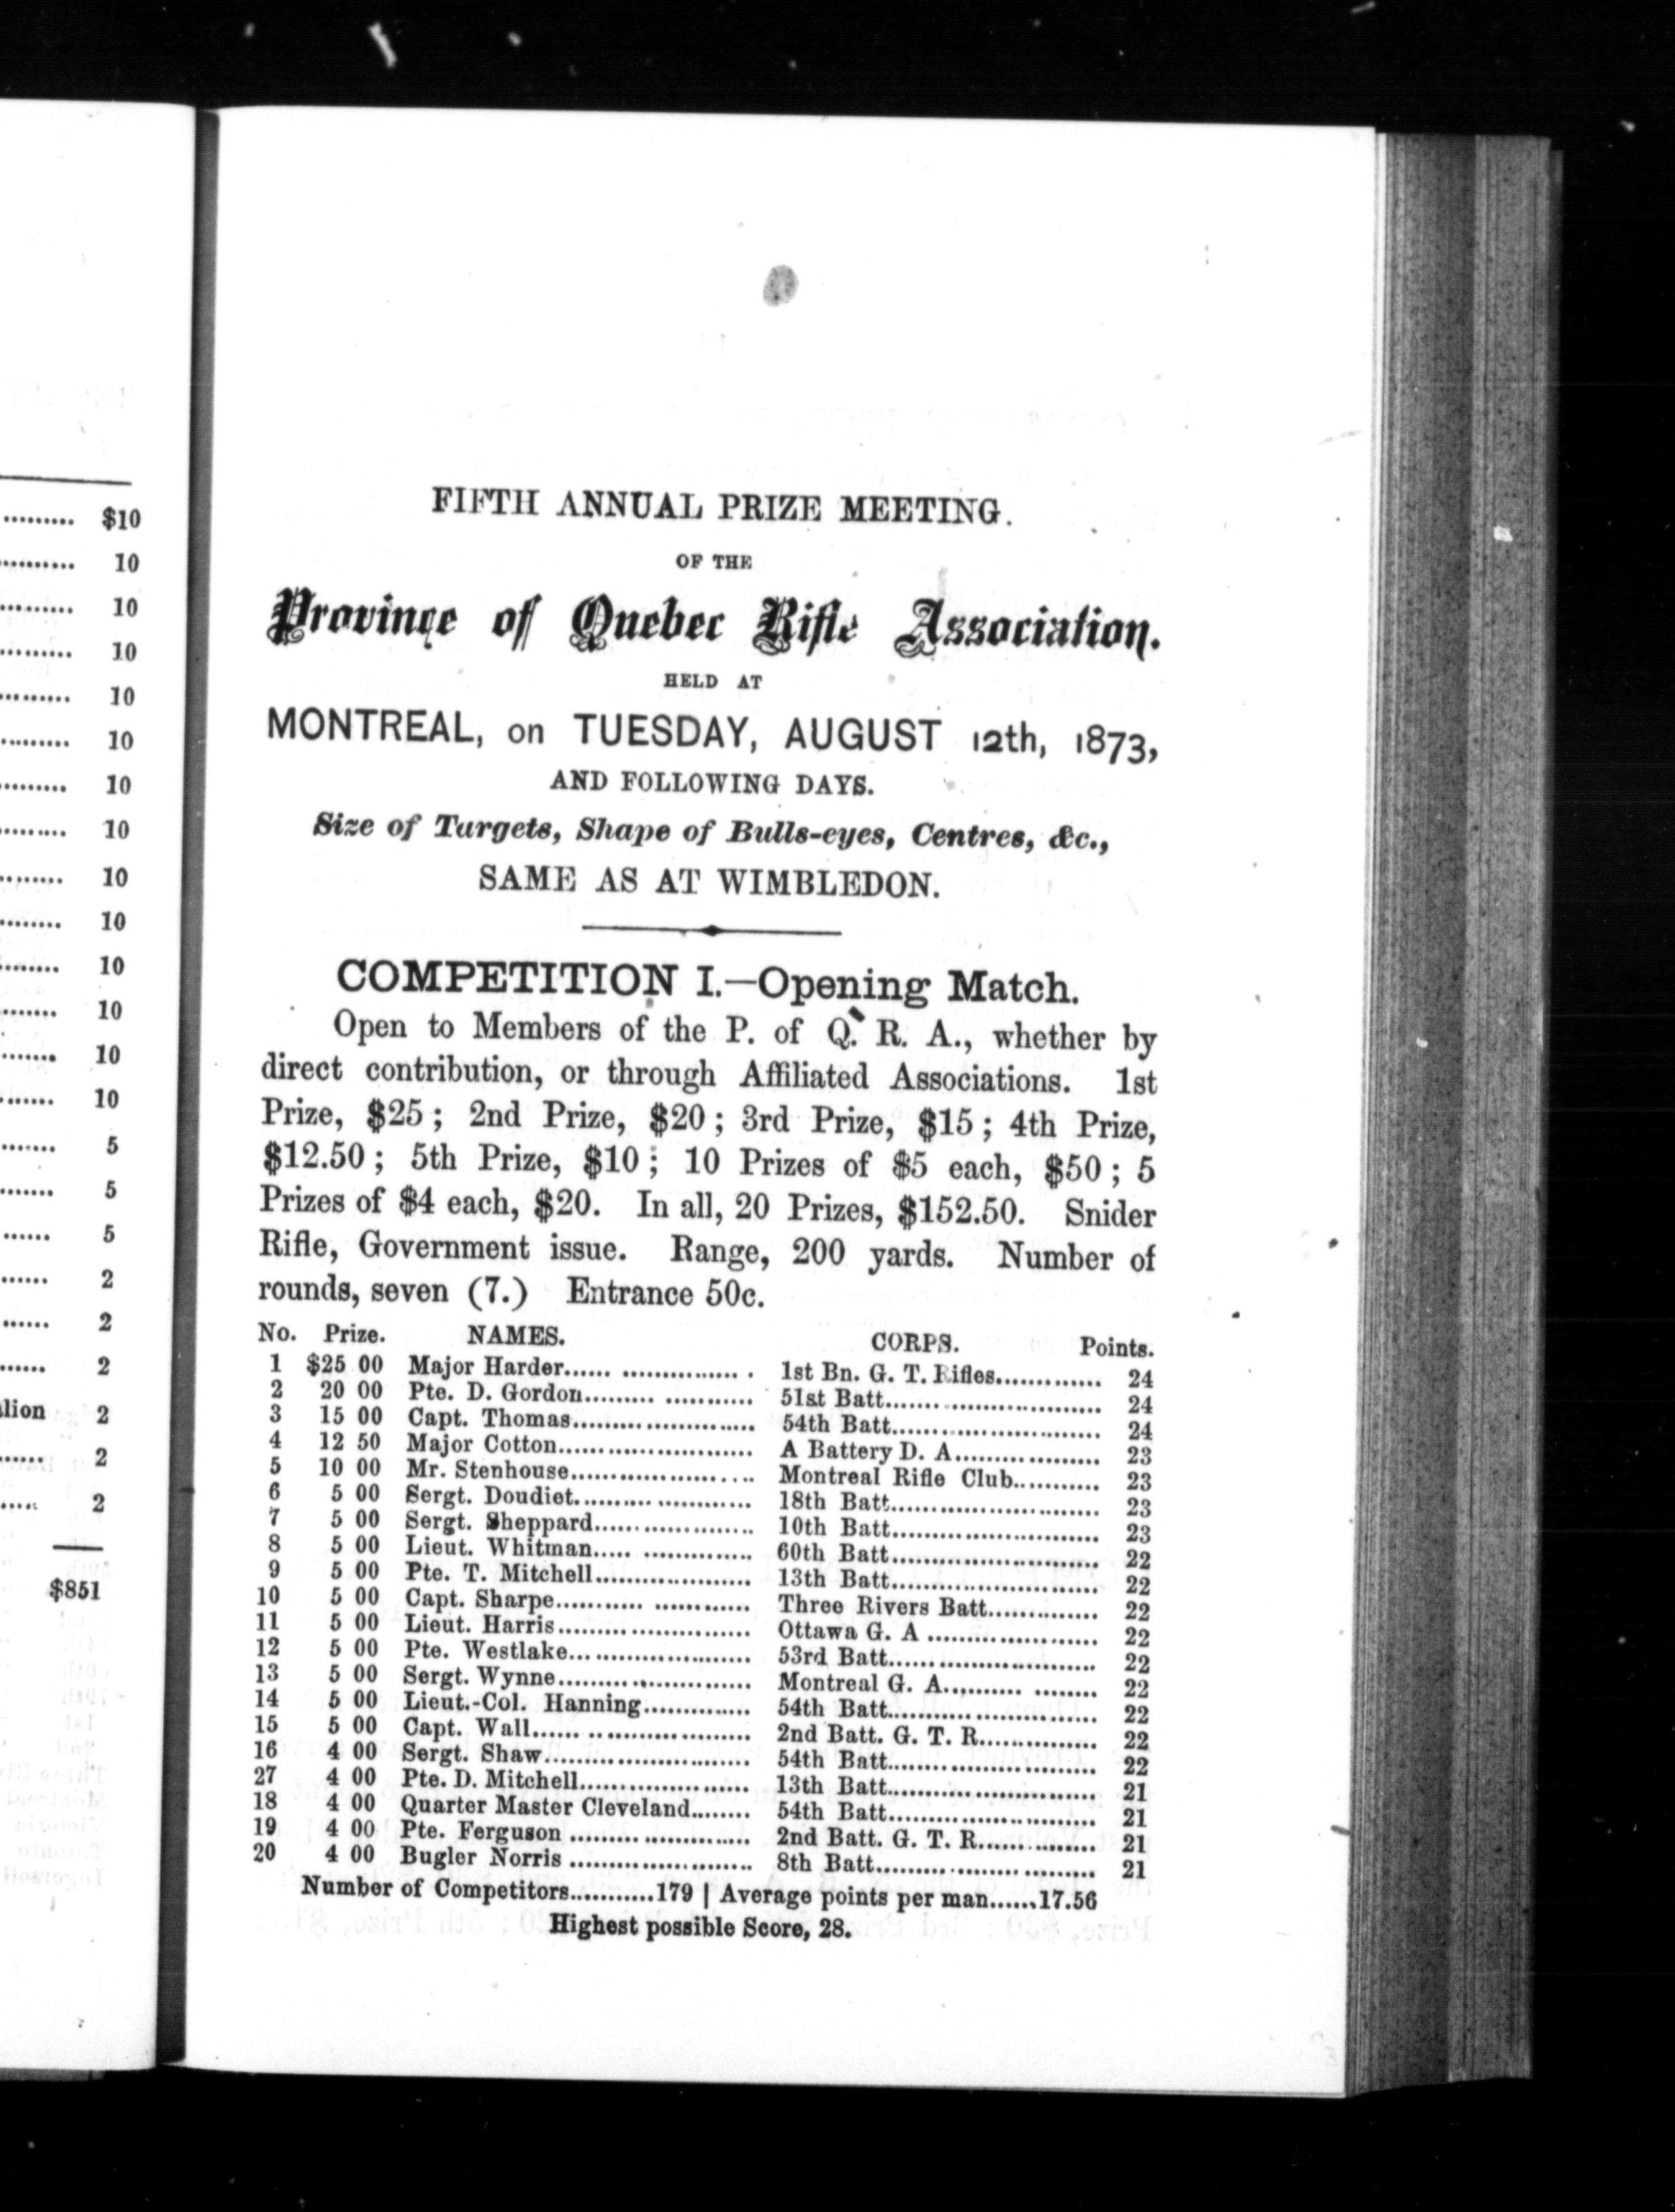 $10
10
10
10
10
10
10
10
10
10
10
10
10
10
5
5
5
2
2
2
lion 2
2
2
$851
FIFTH ANNUAL PRIZE MEETING.
OF THE
Province of Quebec Rifle Association.
HELD AT
MONTREAL, on TUESDAY, AUGUST 12th, 1873,
AND FOLLOWING DAYS.
Size of Targets, Shape of Bulls-eyes, Centres, &c.,
SAME AS AT WIMBLEDON.
COMPETITION I.—Opening Match.
Open to Members of the P. of Q. R. A., whether by
direct contribution, or through Affiliated Associations. 1st
Prize, $25; 2nd Prize, $20; 3rd Prize, $15; 4th Prize,
$12.50; 5th Prize, $10; 10 Prizes of $5 each, $50; 5
Prizes of $4 each, $20. In all, 20 Prizes, $152.50. Snider
Rifle, Government issue. Range, 200 yards. Number of
rounds, seven (7.) Entrance 50c.
No. Prize. NAMES. CORPS. Points.
1 $25 00 Major Harder 1st Bn. G. T. Rifles 24
2 20 00 Pte. D. Gordon 51st Batt 24
3 15 00 Capt. Thomas 54th Batt 24
4 12 50 Major Cotton A Battery D. A 23
5 10 00 Mr. Stenhouse Montreal Rifle Club 23
6 5 00 Sergt. Doudiet 18th Batt 23
7 5 00 Sergt. Sheppard 10th Batt 23
8 5 00 Lieut. Whitman 60th Batt 22
9 5 00 Pte. T. Mitchell 13th Batt 22
10 5 00 Capt. Sharpe Three Rivers Batt 22
11 5 00 Lieut. Harris Ottawa G. A 22
12 5 00 Pte. Westlake 53rd Batt 22
13 5 00 Sergt. Wynne Montreal G. A 22
14 5 00 Lieut.-Col. Hanning 54th Batt 22
15 5 00 Capt. Wall 2nd Batt. G. T. R 22
16 4 00 Sergt. Shaw 54th Batt 22
27 4 00 Pte. D. Mitchell 13th Batt 21
18 4 00 Quarter Master Cleveland 54th Batt 21
19 4 00 Pte. Ferguson 2nd Batt. G. T. R 21
20 4 00 Bugler Norris 8th Batt 21
Number of Competitors...........179 | Average points per man......17.56
Highest possible Score, 28.